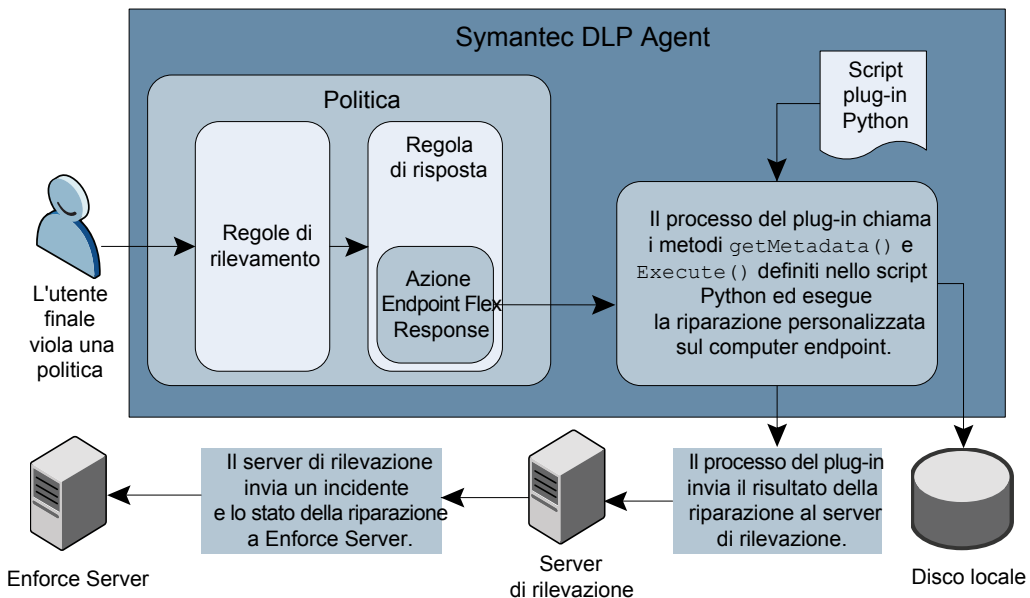 Symantec DLP Agent
Politica
Script
plug-in
Python
Regola
di risposta
Regole di
rilevamento
Azione
Endpoint Flex
Response
Il processo del plug-in chiama
i metodi getMetadata() e
Execute() definiti nello script
Python ed esegue
la riparazione personalizzata
sul computer endpoint.
L'utente
finale
viola una
politica
Il server di rilevazione
invia un incidente
e lo stato della riparazione
a Enforce Server.
Il processo del plug-in
invia il risultato della
riparazione al server
di rilevazione.
Enforce Server
Server
di rilevazione
Disco locale